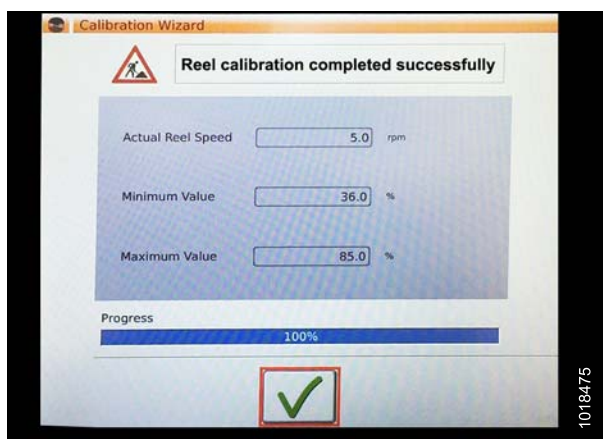 Calibration Wizard
Reel calibration completed successfully
Actual Reel Speed 5.0 rpm
Minimum Value 36.0 %
Maximum Value 85.0 %
Progress
100%
1018475